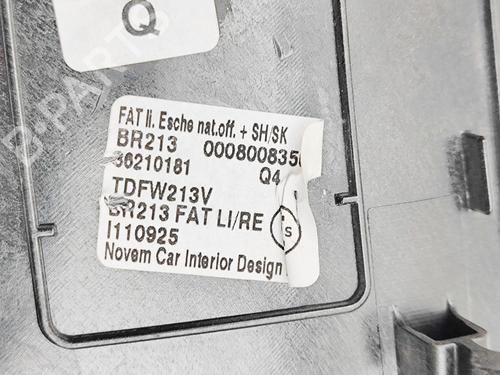 Q
FAT li. Esche nat.off. + SH/SK
BR213 000800835
36210181 Q4
TDFW213V
BR213 FAT LI/RE
S
I110925
Novem Car Interior Design